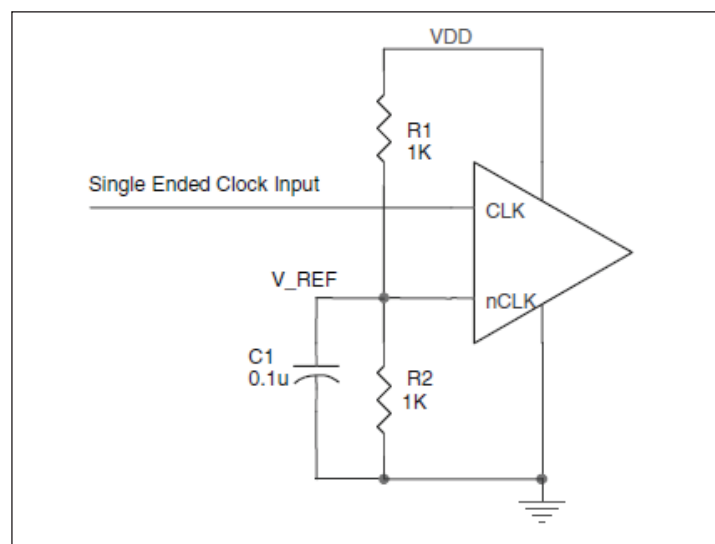 VDD
R1
1K
Single Ended Clock Input
CLK
V_REF
nCLK
C1
0.1u
R2
1K